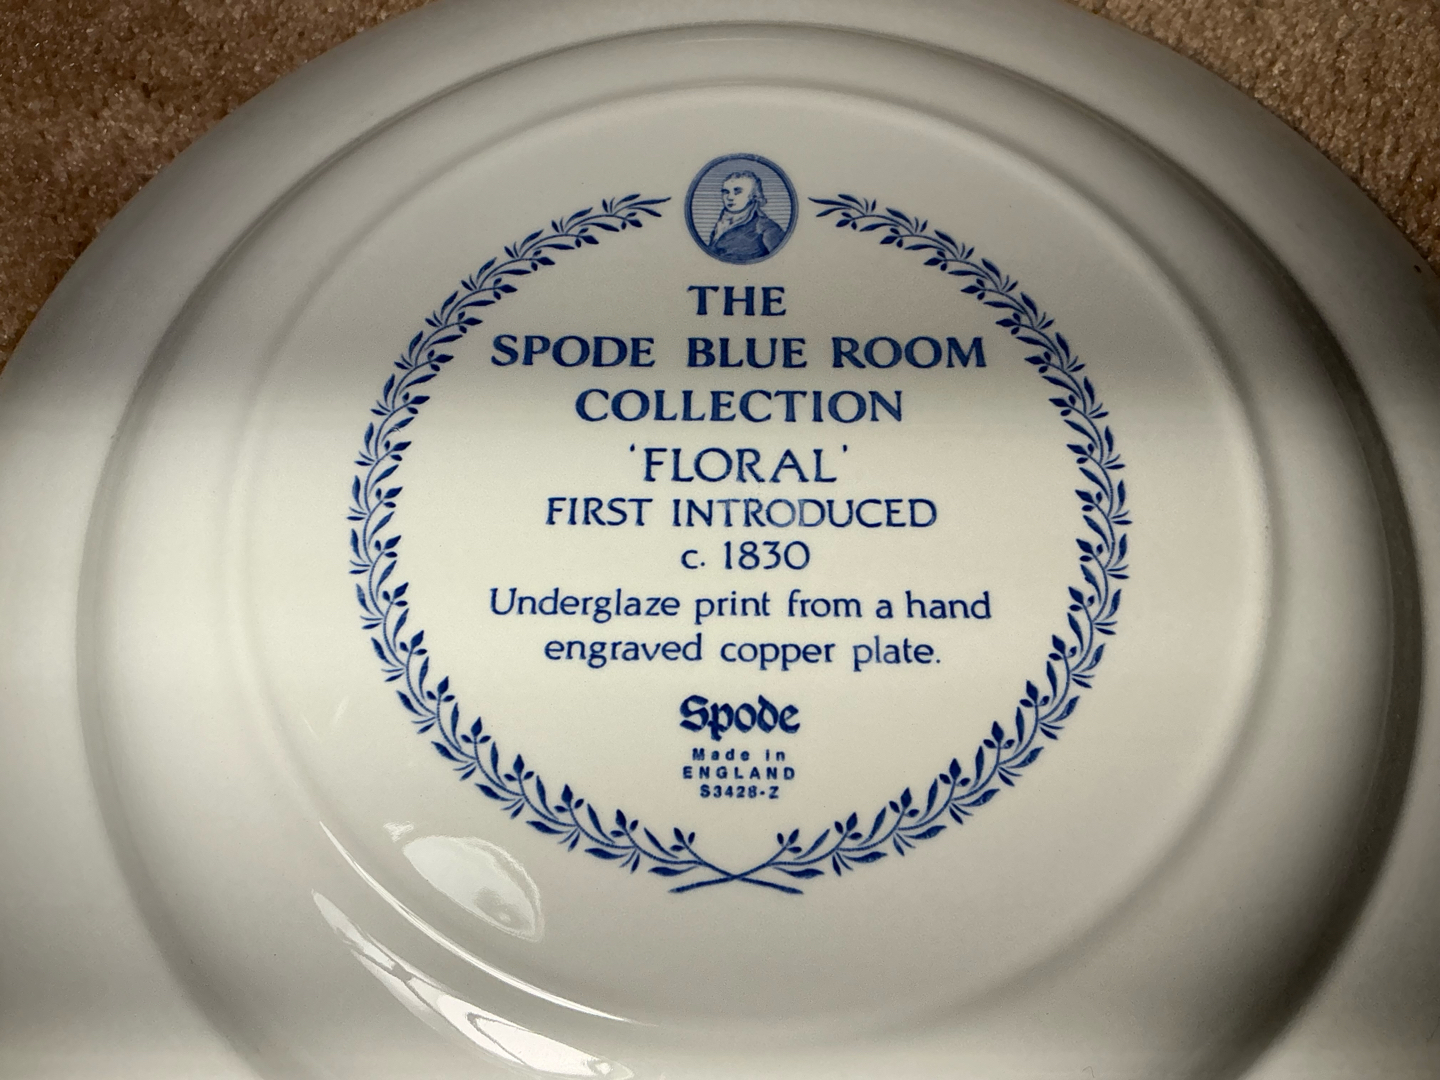 THE
SPODE BLUE ROOM
COLLECTION
'FLORAL'
FIRST INTRODUCED
c. 1830
Underglaze print from a hand
engraved copper plate.
Spode
Made in
ENGLAND
S3428-Z